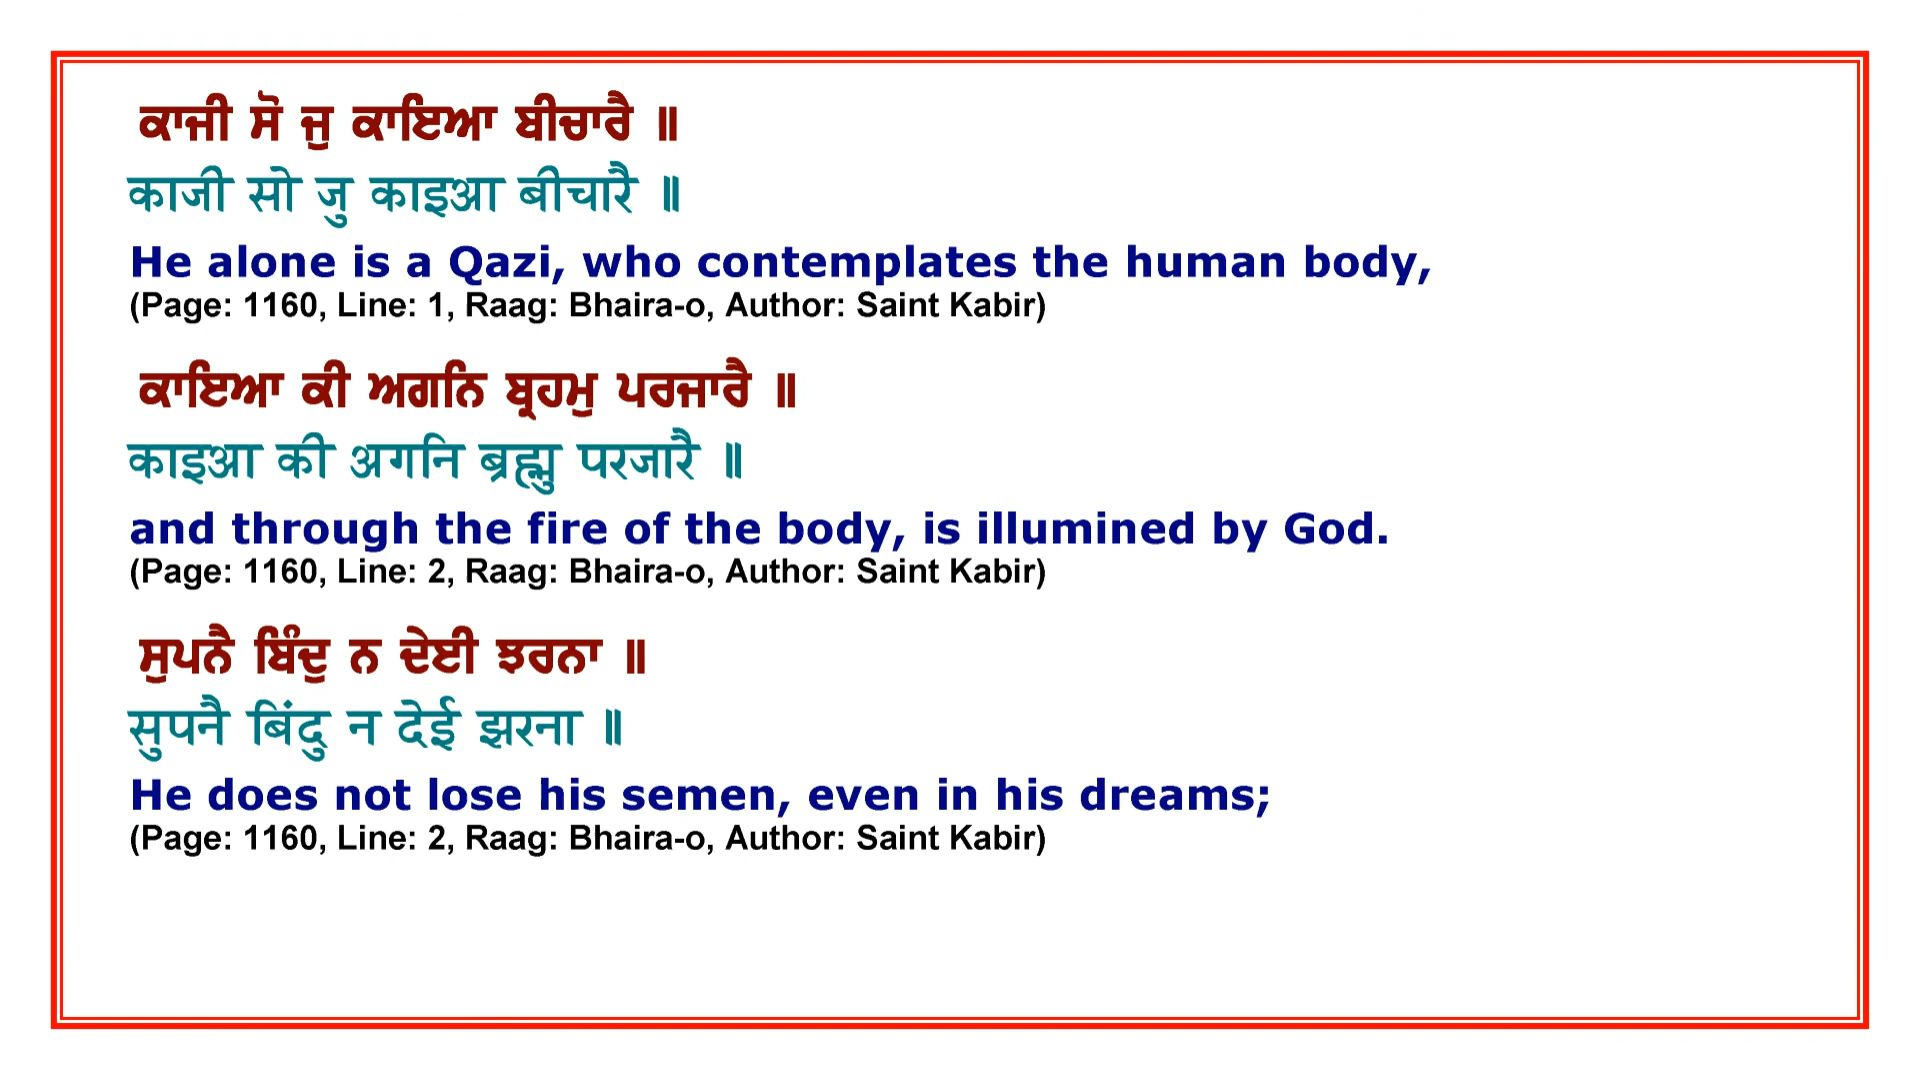 ਕਾਜੀ ਸੋ ਜੁ ਕਾਇਆ ਬੀਚਾਰੈ ॥
काजी सो जु काइआ बीचारै ॥
He alone is a Qazi, who contemplates the human body,
(Page: 1160, Line: 1, Raag: Bhaira-o, Author: Saint Kabir)
ਕਾਇਆ ਕੀ ਅਗਨਿ ਬ੍ਰਹਮੁ ਪਰਜਾਰੈ ॥
काइआ की अगनि ब्रह्मु परजारै ॥
and through the fire of the body, is illumined by God.
(Page: 1160, Line: 2, Raag: Bhaira-o, Author: Saint Kabir)
ਸੁਪਨੈ ਬਿੰਦੁ ਨ ਦੇਈ ਝਰਨਾ ॥
सुपनै बिंदु न देई झरना ॥
He does not lose his semen, even in his dreams;
(Page: 1160, Line: 2, Raag: Bhaira-o, Author: Saint Kabir)